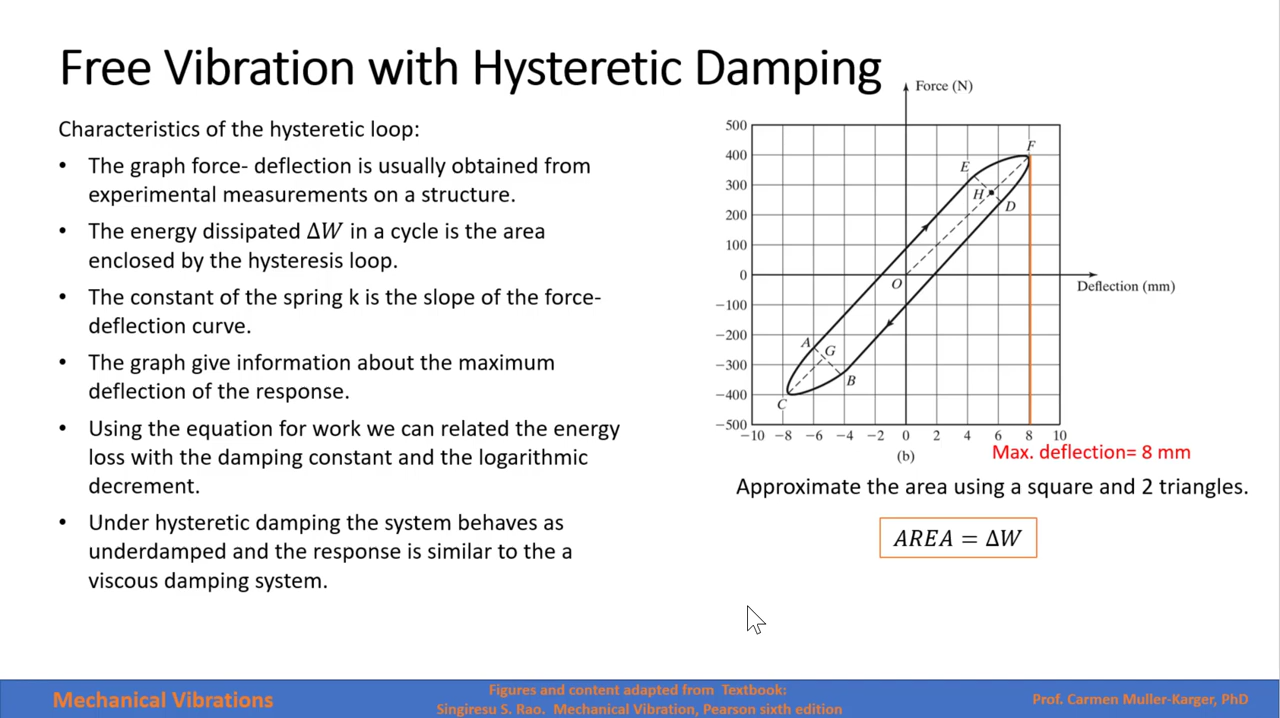 Free Vibration with Hysteretic Damping
Characteristics of the hysteretic loop:
• The graph force- deflection is usually obtained from
experimental measurements on a structure.
• The energy dissipated ΔW in a cycle is the area
enclosed by the hysteresis loop.
• The constant of the spring k is the slope of the force-
deflection curve.
• The graph give information about the maximum
deflection of the response.
• Using the equation for work we can related the energy
loss with the damping constant and the logarithmic
decrement.
• Under hysteretic damping the system behaves as
underdamped and the response is similar to the a
viscous damping system.
Force (N)
500
400
300
200
100
0
−100
−200
−300
−400
−500
F
E
H
D
O
A
G
B
C
Deflection (mm)
−10 −8 −6 −4 −2 0 2 4 6 8 10
(b)
Max. deflection= 8 mm
Approximate the area using a square and 2 triangles.
AREA = ΔW
Mechanical Vibrations
Figures and content adapted from Textbook:
Singiresu S. Rao. Mechanical Vibration, Pearson sixth edition
Prof. Carmen Muller-Karger, PhD